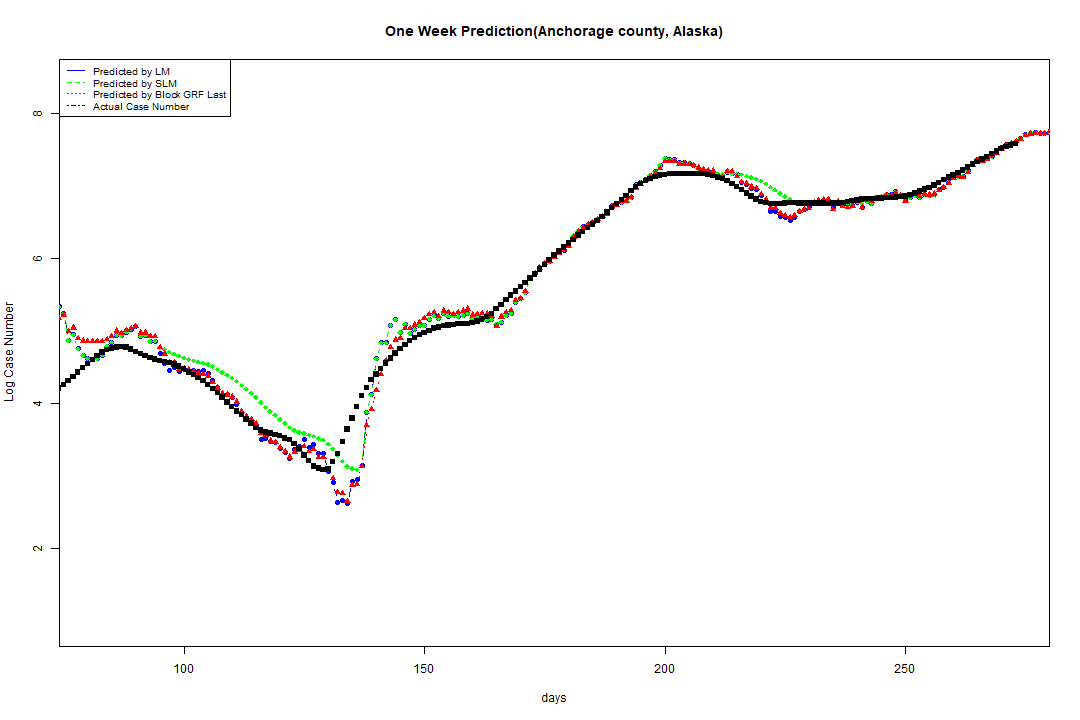 One Week Prediction(Anchorage county, Alaska)
Predicted by LM
Predicted by SLM
Predicted by Block GRF Last
Actual Case Number
8
6
4
2
Log Case Number
100 150 200 250
days